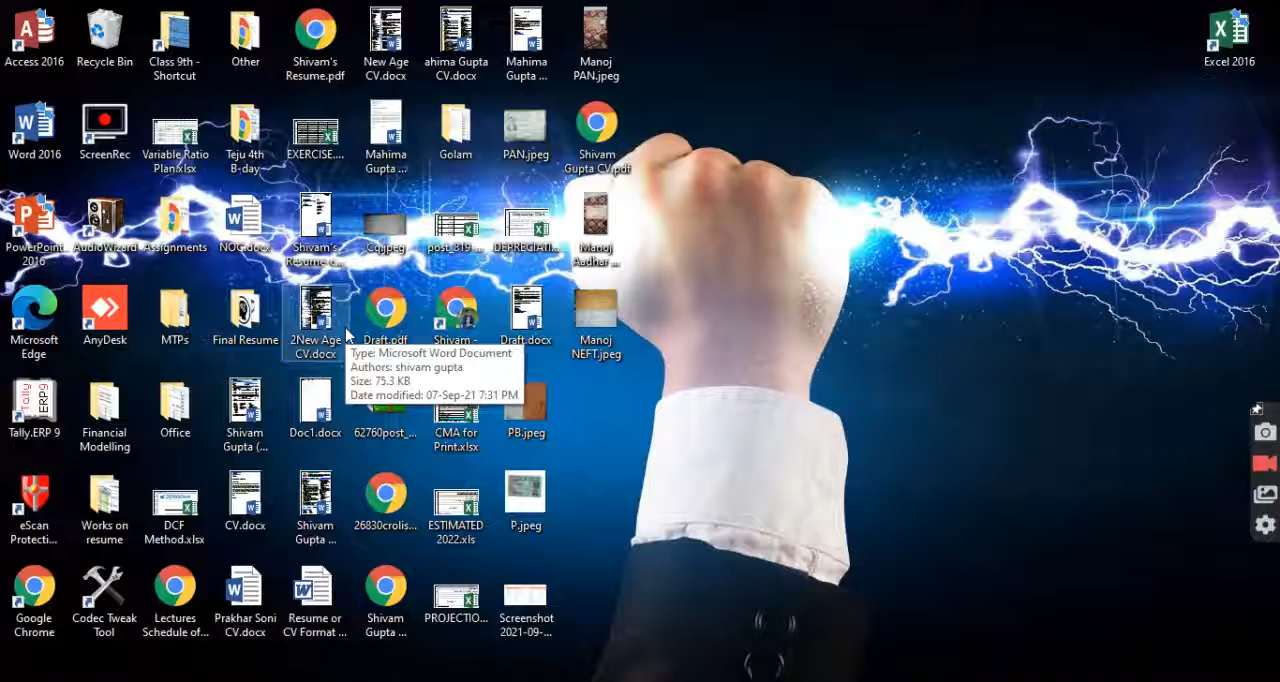 Access 2016
Recycle Bin
Class 9th -
Shortcut
Other
Shivam's
Resume.pdf
New Age
CV.docx
ahima Gupta
CV.docx
Mahima
Gupta ...
Manoj
PAN.jpeg
Excel 2016
Word 2016
ScreenRec
Variable Ratio
Plan.xlsx
Teju 4th
B-day
EXERCISE....
Mahima
Gupta ...
Golam
PAN.jpeg
Shivam
Gupta CV.pdf
PowerPoint
2016
AudioWizard
Assignments
NOC.docx
Shivam's
Resume-c...
Cq.jpeg
post_819_...
DEPRECIATI...
Manoj
Aadhar ...
Microsoft
Edge
AnyDesk
MTPs
Final Resume
2New Age
CV.docx
Draft.pdf
Shivam -
Draft.docx
Manoj
NEFT.jpeg
Type: Microsoft Word Document
Authors: shivam gupta
Size: 75.3 KB
Date modified: 07-Sep-21 7:31 PM
Tally
ERP9
Tally.ERP 9
Financial
Modelling
Office
Shivam
Gupta (...
Doc1.docx
62760post_...
CMA for
Print.xlsx
PB.jpeg
eScan
Protecti...
Works on
resume
DCF
Method.xlsx
CV.docx
Shivam
Gupta ...
26830crolis...
ESTIMATED
2022.xls
P.jpeg
Google
Chrome
Codec Tweak
Tool
Lectures
Schedule of...
Prakhar Soni
CV.docx
Resume or
CV Format ...
Shivam
Gupta ...
PROJECTIO...
Screenshot
2021-09-...